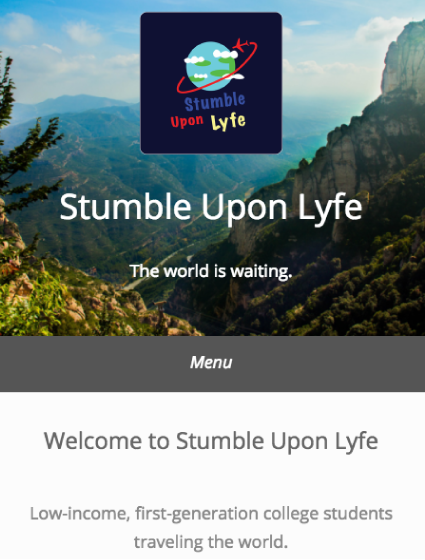 Stumble
Upon Lyfe
Stumble Upon Lyfe
The world is waiting.
Menu
Welcome to Stumble Upon Lyfe
Low-income, first-generation college students
traveling the world.